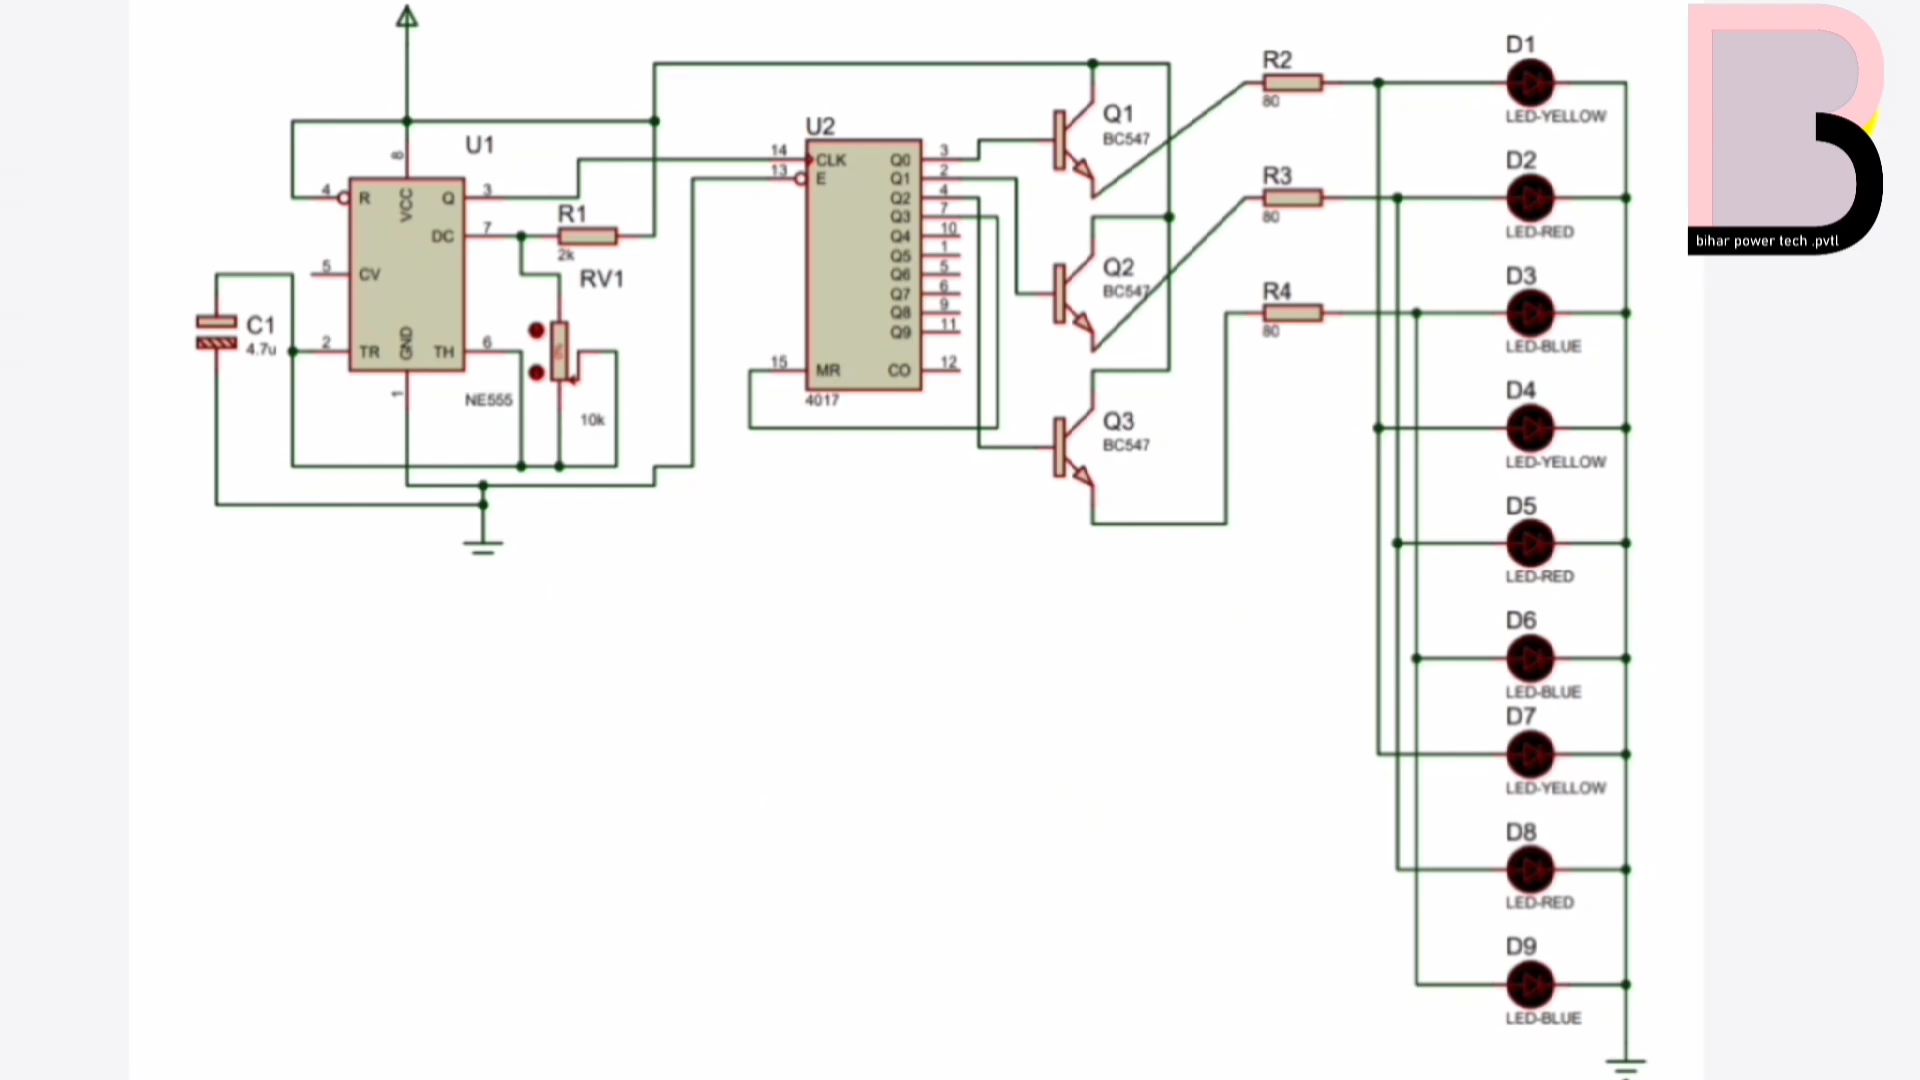 U1
4
R
8
VCC
Q
3
DC
7
R1
2k
RV1
5
CV
C1
4.7u
2
TR
GND
TH
6
1
NE555
10k
U2
14
CLK
13
E
Q0
3
Q1
2
Q2
4
Q3
7
Q4
10
Q5
1
Q6
5
Q7
6
Q8
9
Q9
11
15
MR
CO
12
4017
Q1
BC547
Q2
BC547
Q3
BC547
R2
80
R3
80
R4
80
D1
LED-YELLOW
D2
LED-RED
D3
LED-BLUE
D4
LED-YELLOW
D5
LED-RED
D6
LED-BLUE
D7
LED-YELLOW
D8
LED-RED
D9
LED-BLUE
bihar power tech .pvtl